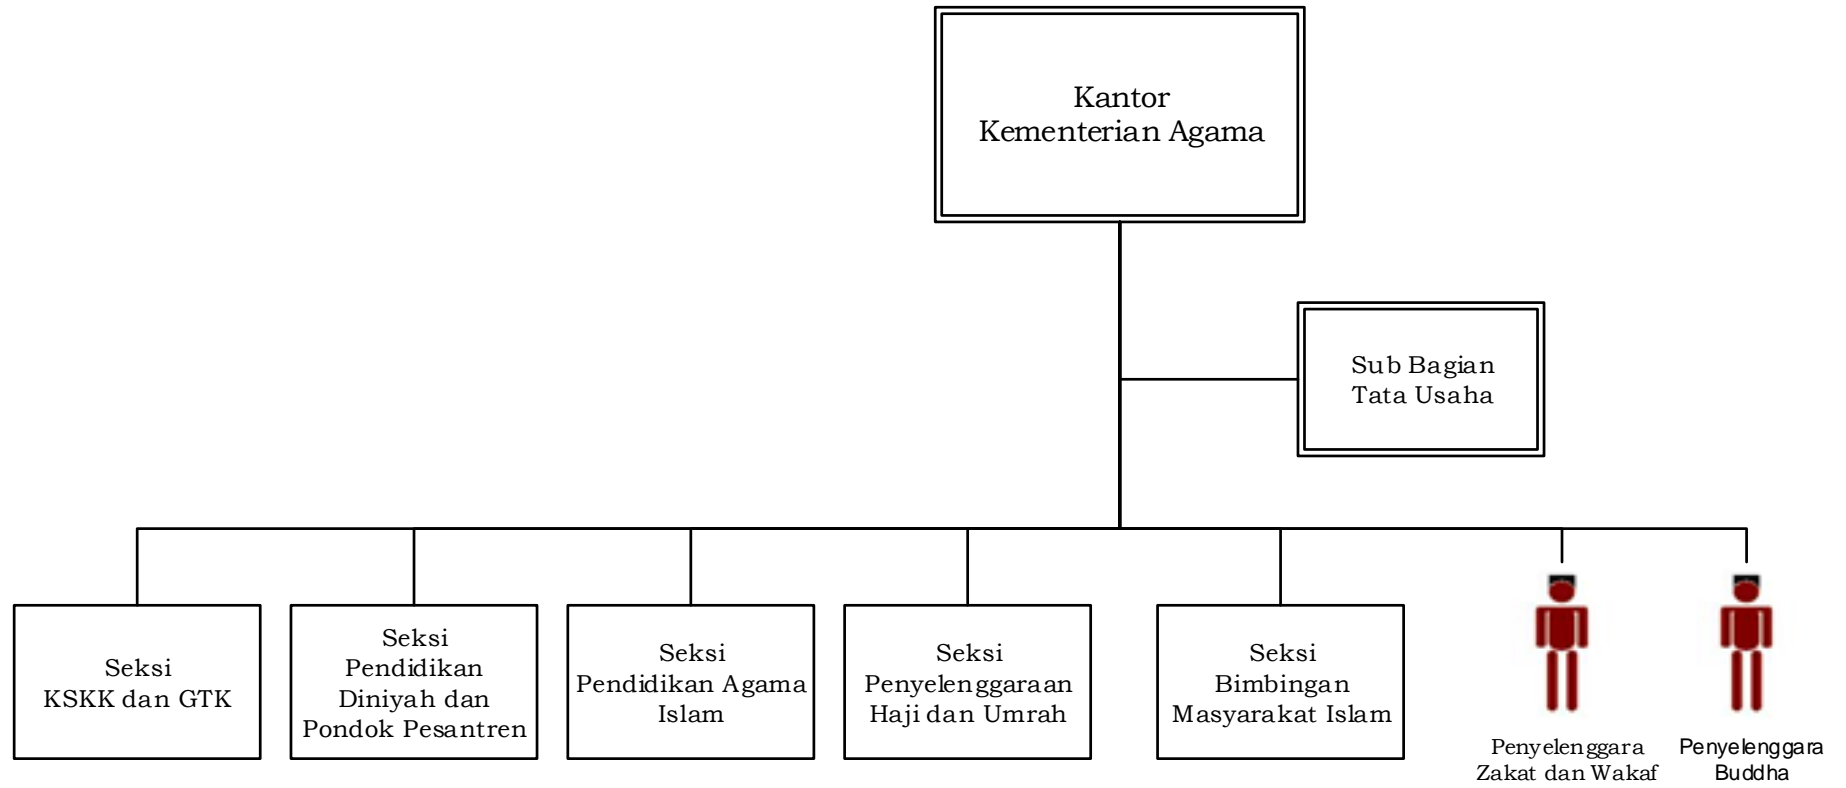 Kantor
Kementerian Agama
Sub Bagian
Tata Usaha
Seksi
KSKK dan GTK
Seksi
Pendidikan
Diniyah dan
Pondok Pesantren
Seksi
Pendidikan Agama
Islam
Seksi
Penyelenggaraan
Haji dan Umrah
Seksi
Bimbingan
Masyarakat Islam
Penyelenggara
Zakat dan Wakaf
Penyelenggara
Buddha